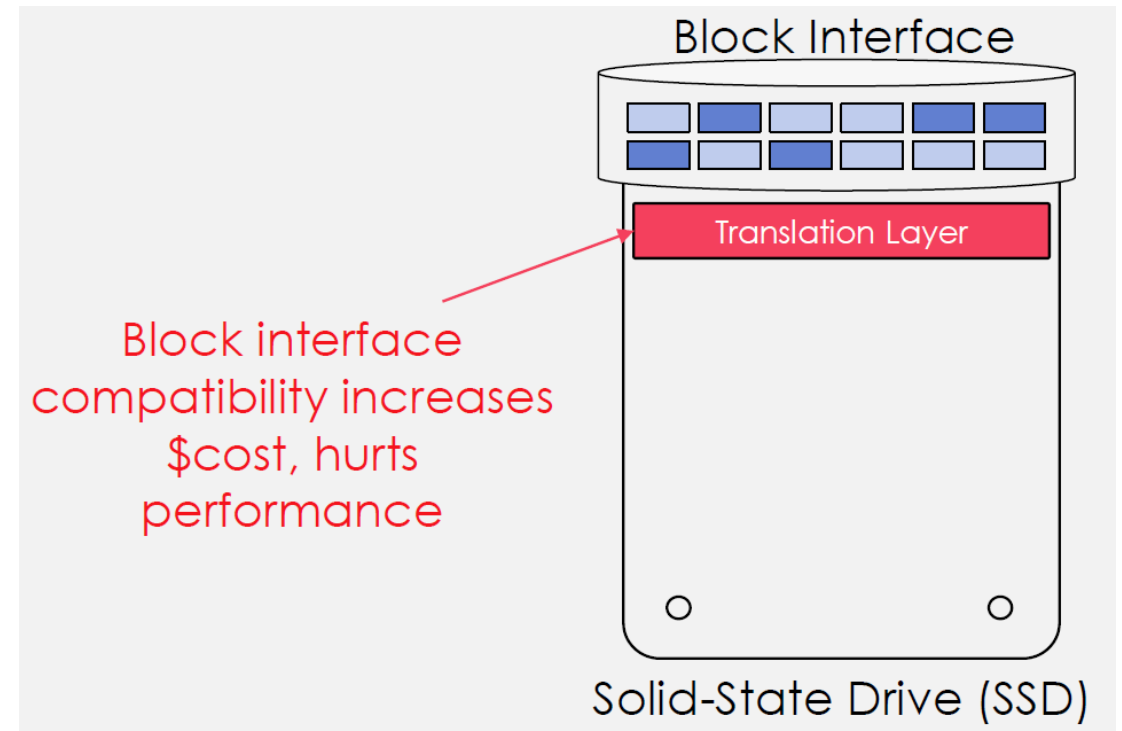 Block Interface
Translation Layer
Block interface
compatibility increases
$cost, hurts
performance
Solid-State Drive (SSD)